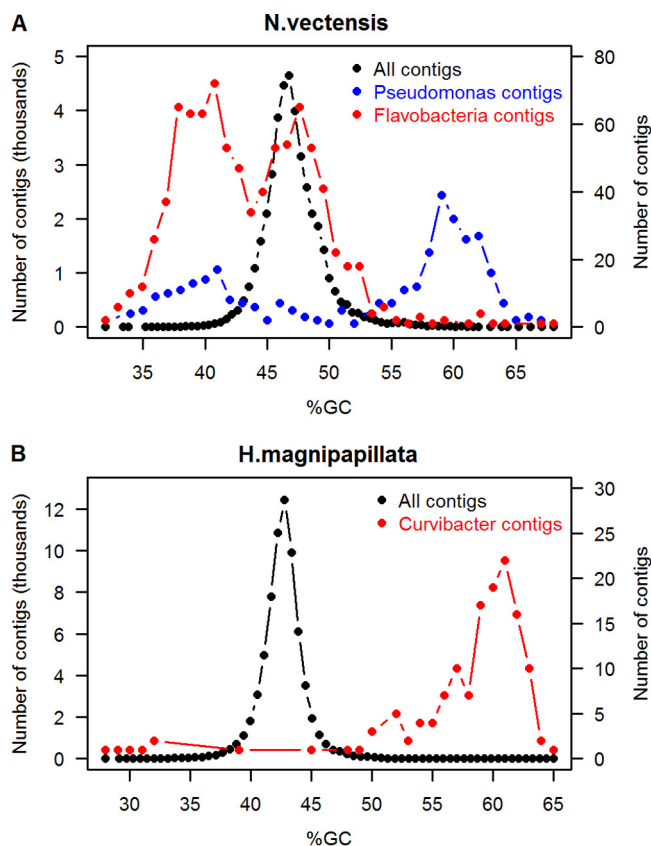 A
N.vectensis
All contigs
Pseudomonas contigs
Flavobacteria contigs
Number of contigs (thousands)
5
4
3
2
1
0
Number of contigs
80
60
40
20
0
35 40 45 50 55 60 65
%GC
B
H.magnipapillata
All contigs
Curvibacter contigs
Number of contigs (thousands)
12
10
8
6
4
2
0
Number of contigs
30
25
20
15
10
5
0
30 35 40 45 50 55 60 65
%GC